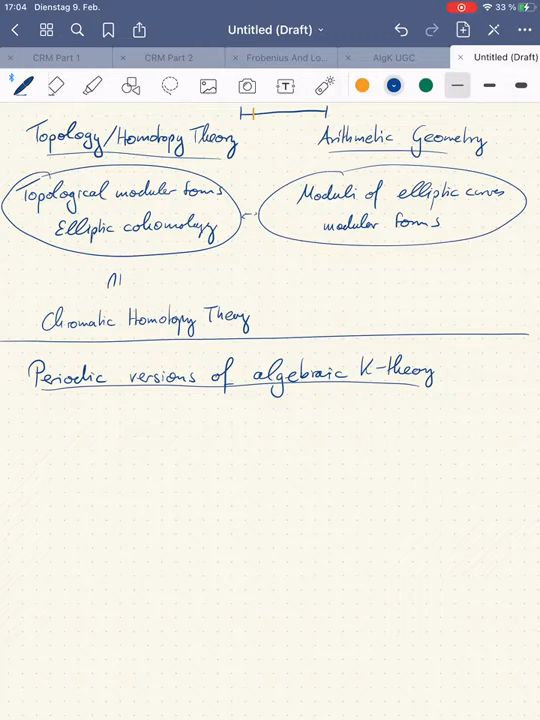 17:04 Dienstag 9. Feb.
33 %
Untitled (Draft)
CRM Part 1
CRM Part 2
Frobenius And Lo...
AlgK UGC
Untitled (Draft)
Topology/Homotopy Theory
Arithmetic Geometry
Topological modular forms
Elliptic cohomology
Moduli of elliptic curves
modular forms
Chromatic Homotopy Theory
Periodic versions of algebraic K-theory